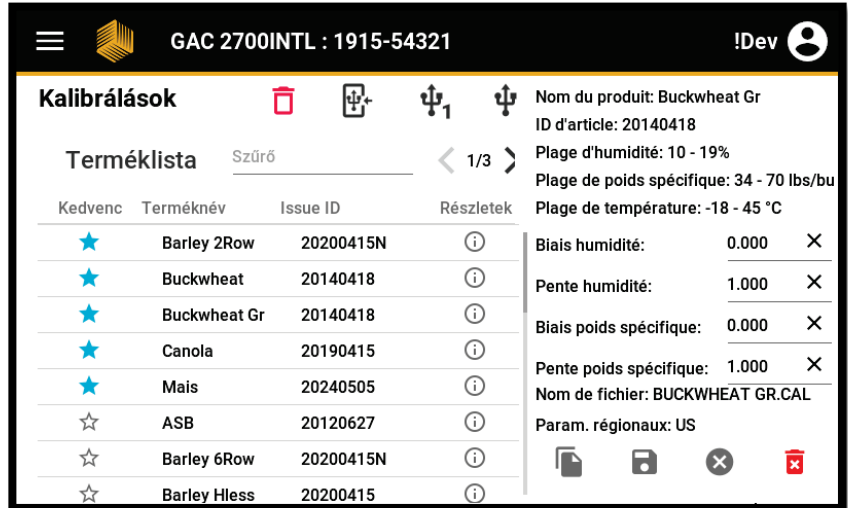 GAC 2700INTL : 1915-54321
!Dev
Kalibrálások
1
Terméklista
Szűrő
1/3
Kedvenc Terméknév Issue ID Részletek
Barley 2Row 20200415N
Buckwheat 20140418
Buckwheat Gr 20140418
Canola 20190415
Mais 20240505
ASB 20120627
Barley 6Row 20200415N
Barley Hless 20200415
Nom du produit: Buckwheat Gr
ID d'article: 20140418
Plage d'humidité: 10 - 19%
Plage de poids spécifique: 34 - 70 lbs/bu
Plage de température: -18 - 45 °C
Biais humidité: 0.000
Pente humidité: 1.000
Biais poids spécifique: 0.000
Pente poids spécifique: 1.000
Nom de fichier: BUCKWHEAT GR.CAL
Param. régionaux: US